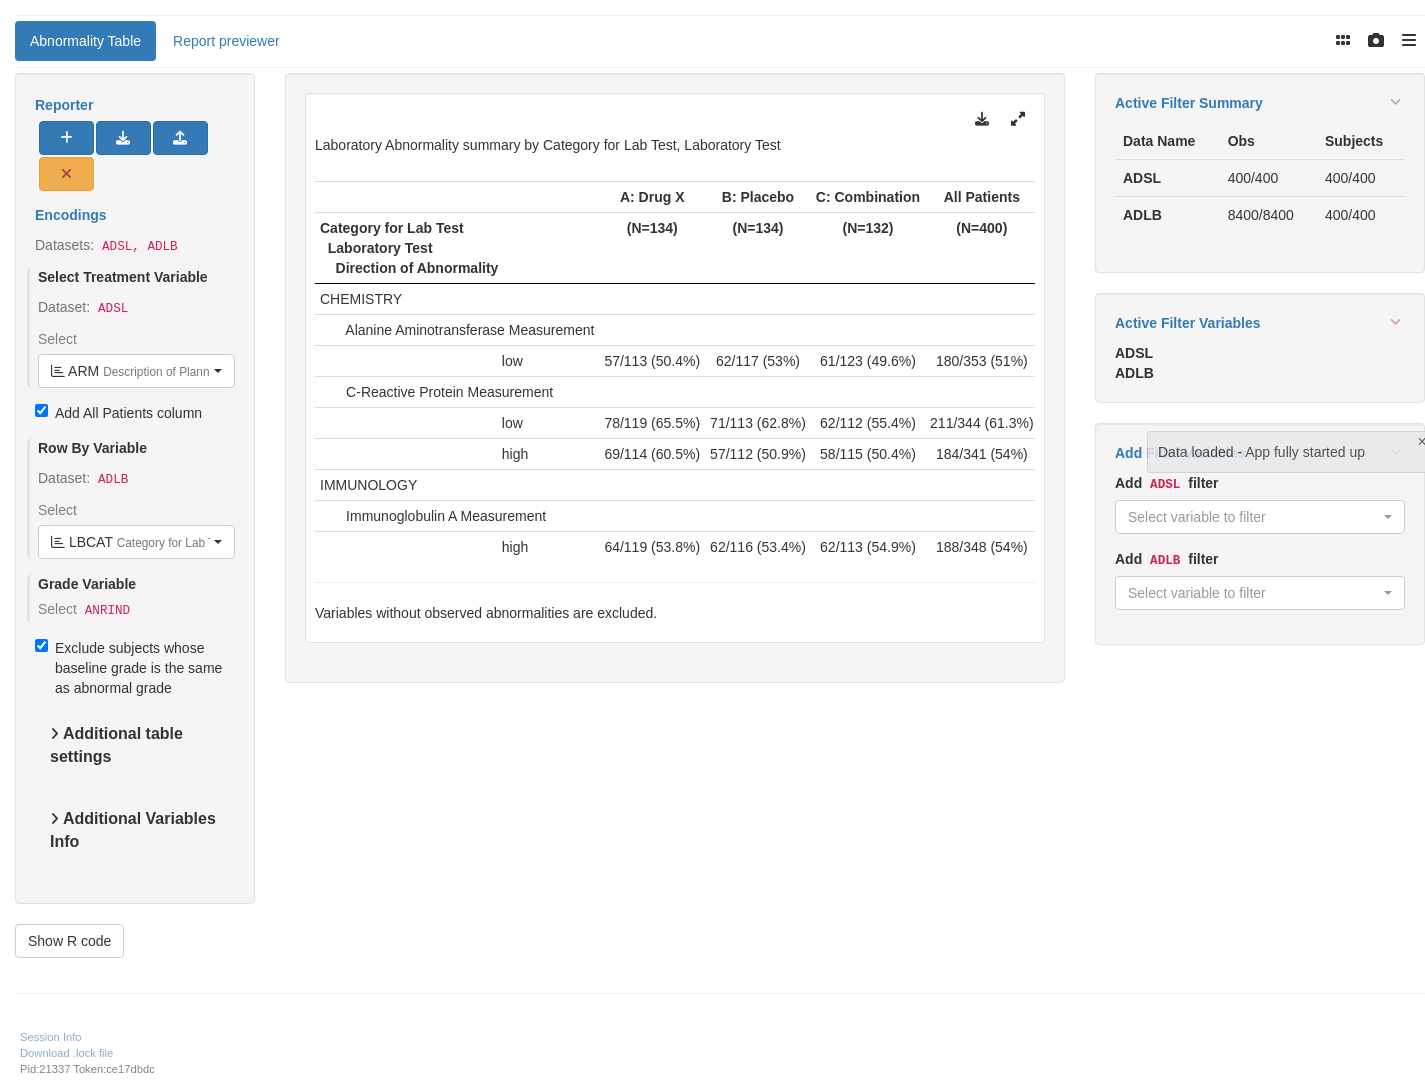 Abnormality Table
Report previewer
Reporter
Encodings
Datasets: ADSL, ADLB
Select Treatment Variable
Dataset: ADSL
Select
ARM Description of Plann
Add All Patients column
Row By Variable
Dataset: ADLB
Select
LBCAT Category for Lab
Grade Variable
Select ANRIND
Exclude subjects whose
baseline grade is the same
as abnormal grade
Additional table
settings
Additional Variables
Info
Show R code
Laboratory Abnormality summary by Category for Lab Test, Laboratory Test
A: Drug X B: Placebo C: Combination All Patients
Category for Lab Test (N=134) (N=134) (N=132) (N=400)
Laboratory Test
Direction of Abnormality
CHEMISTRY
Alanine Aminotransferase Measurement
low 57/113 (50.4%) 62/117 (53%) 61/123 (49.6%) 180/353 (51%)
C-Reactive Protein Measurement
low 78/119 (65.5%) 71/113 (62.8%) 62/112 (55.4%) 211/344 (61.3%)
high 69/114 (60.5%) 57/112 (50.9%) 58/115 (50.4%) 184/341 (54%)
IMMUNOLOGY
Immunoglobulin A Measurement
high 64/119 (53.8%) 62/116 (53.4%) 62/113 (54.9%) 188/348 (54%)
Variables without observed abnormalities are excluded.
Active Filter Summary
Data Name Obs Subjects
ADSL 400/400 400/400
ADLB 8400/8400 400/400
Active Filter Variables
ADSL
ADLB
Add
Data loaded - App fully started up
Add ADSL filter
Select variable to filter
Add ADLB filter
Select variable to filter
Session Info
Download .lock file
Pid:21337 Token:ce17dbdc